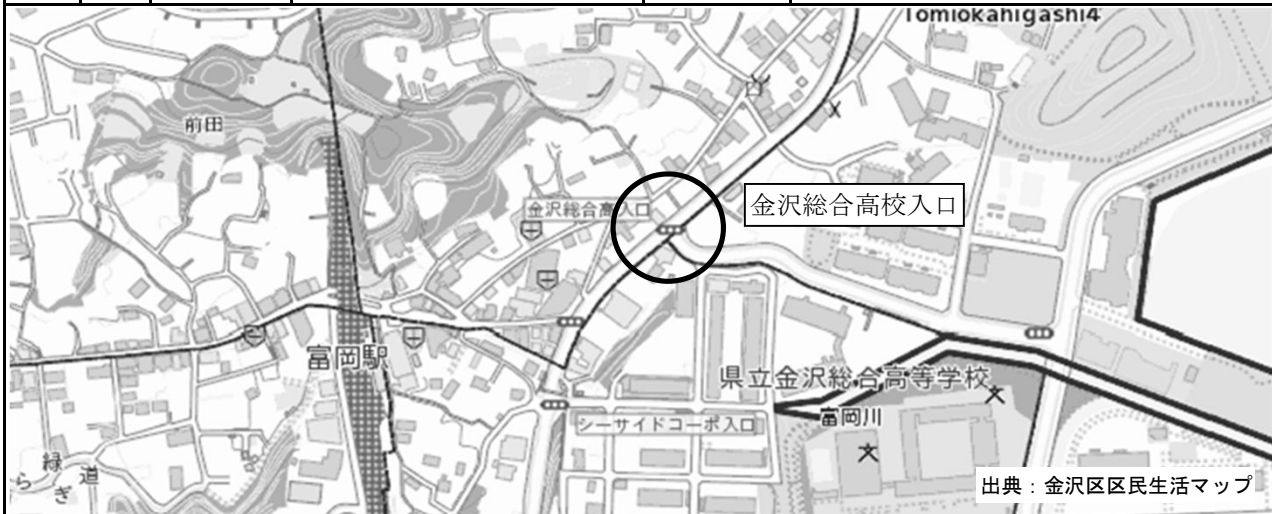 Tomiokahigashi4
前田
金沢総合高入口
金沢総合高校入口
富岡駅
県立金沢総合高等学校
富岡川
シーサイドコーポ入口
緑道
らぎ
出典：金沢区区民生活マップ